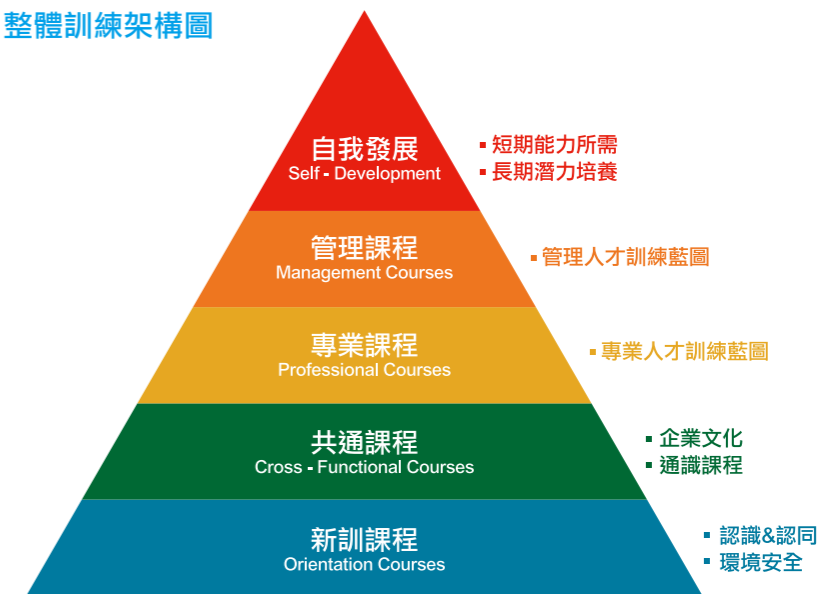 整體訓練架構圖
自我發展
Self - Development
▪ 短期能力所需
▪ 長期潛力培養
管理課程
Management Courses
▪ 管理人才訓練藍圖
專業課程
Professional Courses
▪ 專業人才訓練藍圖
共通課程
Cross - Functional Courses
▪ 企業文化
▪ 通識課程
新訓課程
Orientation Courses
▪ 認識&認同
▪ 環境安全